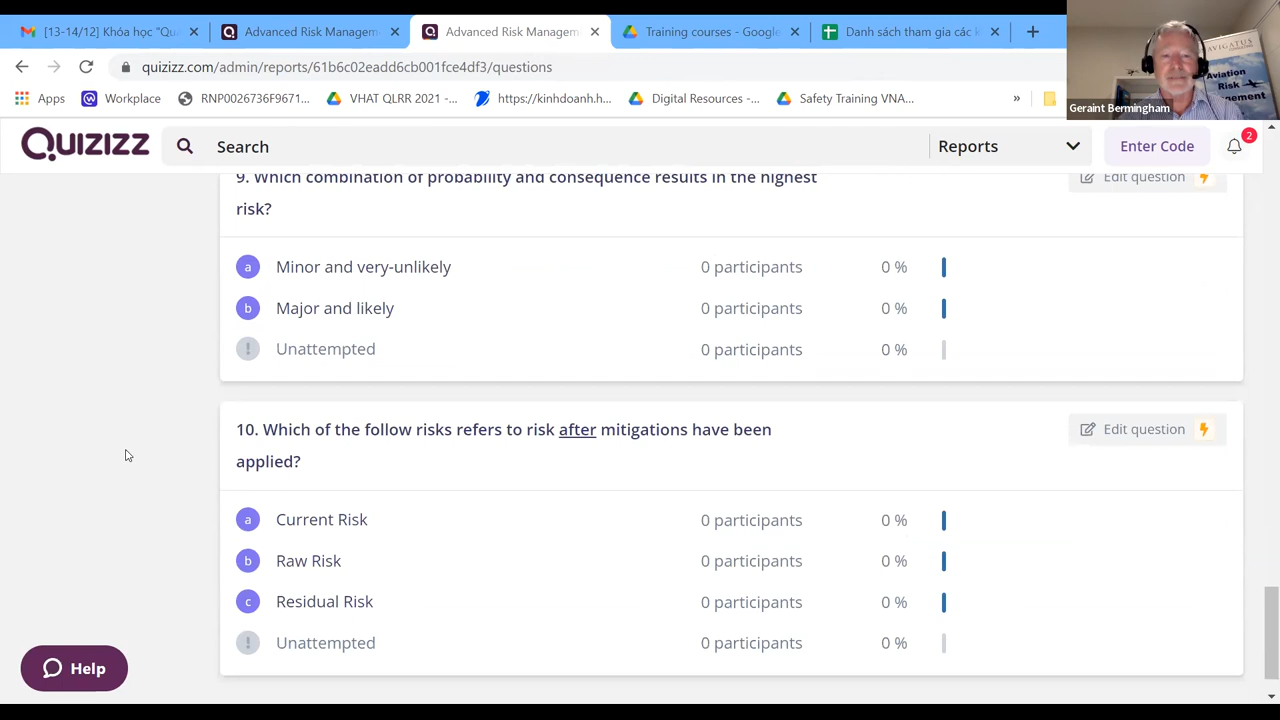 [13-14/12] Khóa học "Qu
Advanced Risk Managem
Advanced Risk Managem
Training courses - Google
Danh sách tham gia các k
quizizz.com/admin/reports/61b6c02eadd6cb001fce4df3/questions
Apps
Workplace
RNP0026736F9671...
VHAT QLRR 2021 -...
https://kinhdoanh.h...
Digital Resources -...
Safety Training VNA...
»
AVIGATUS
Aviation
Risk
Geraint Bermingham
QUIZIZZ
Search
Reports
Enter Code
2
9. Which combination of probability and consequence results in the highest
risk?
Edit question
a Minor and very-unlikely 0 participants 0 %
b Major and likely 0 participants 0 %
! Unattempted 0 participants 0 %
10. Which of the follow risks refers to risk after mitigations have been
applied?
Edit question
a Current Risk 0 participants 0 %
b Raw Risk 0 participants 0 %
c Residual Risk 0 participants 0 %
! Unattempted 0 participants 0 %
Help